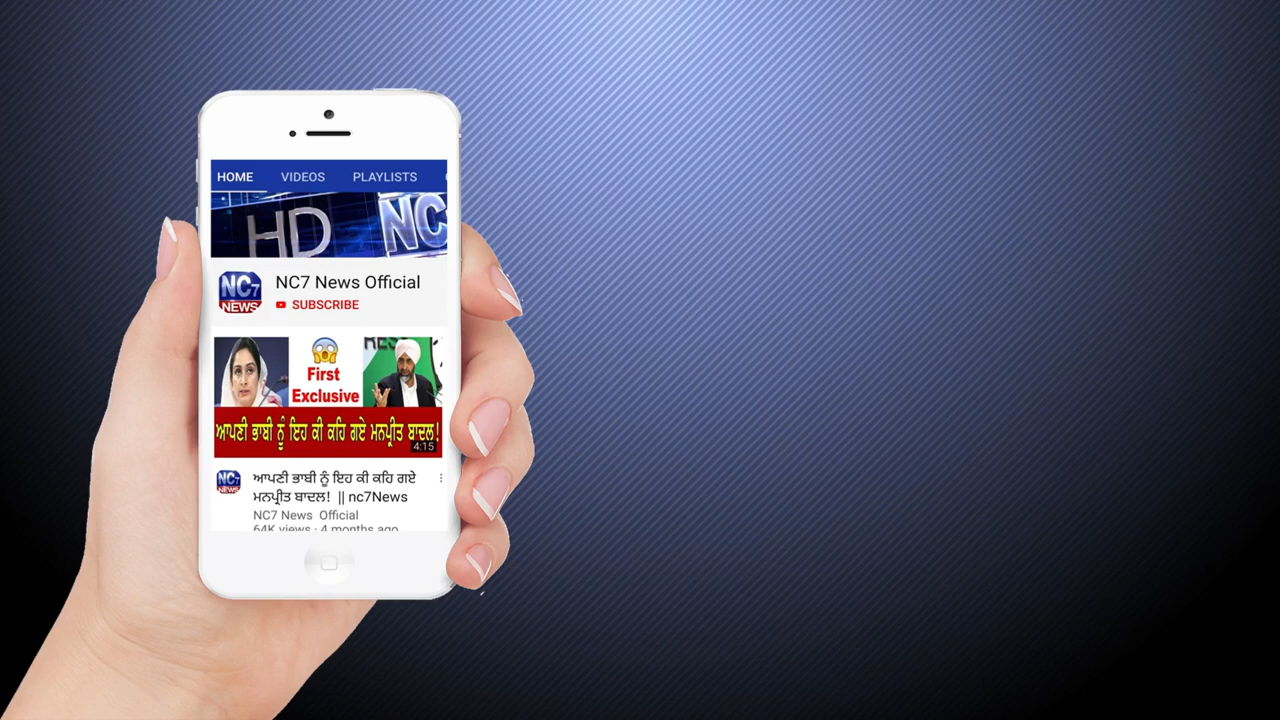 HOME VIDEOS PLAYLISTS
HD NC
NC7 News Official
SUBSCRIBE
NC7
NEWS
First
Exclusive
ਆਪਣੀ ਭਾਬੀ ਨੂੰ ਇਹ ਕੀ ਕਹਿ ਗਏ ਮਨਪ੍ਰੀਤ ਬਾਦਲ!
4:15
NC7
NEWS
ਆਪਣੀ ਭਾਬੀ ਨੂੰ ਇਹ ਕੀ ਕਹਿ ਗਏ
ਮਨਪ੍ਰੀਤ ਬਾਦਲ! || nc7News
NC7 News Official
64K views · 4 months ago